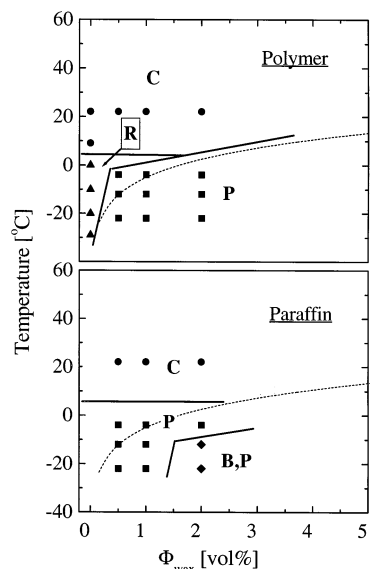 60
Polymer
C
40
20
R
0
P
-20
Temperature [°C]
60
Paraffin
40
20
C
0
P
-20
B,P
-40
0 1 2 3 4 5
Φwax [vol%]